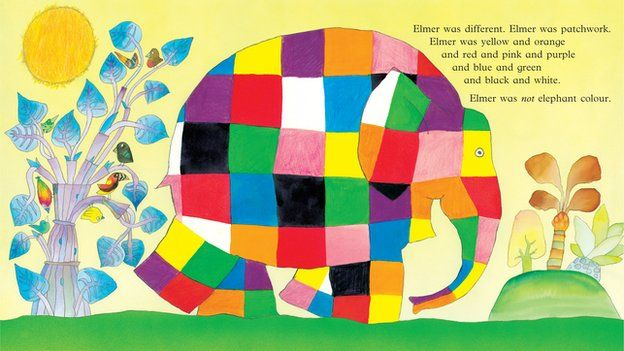 Elmer was different. Elmer was patchwork.
Elmer was yellow and orange
and red and pink and purple
and blue and green
and black and white.
Elmer was not elephant colour.